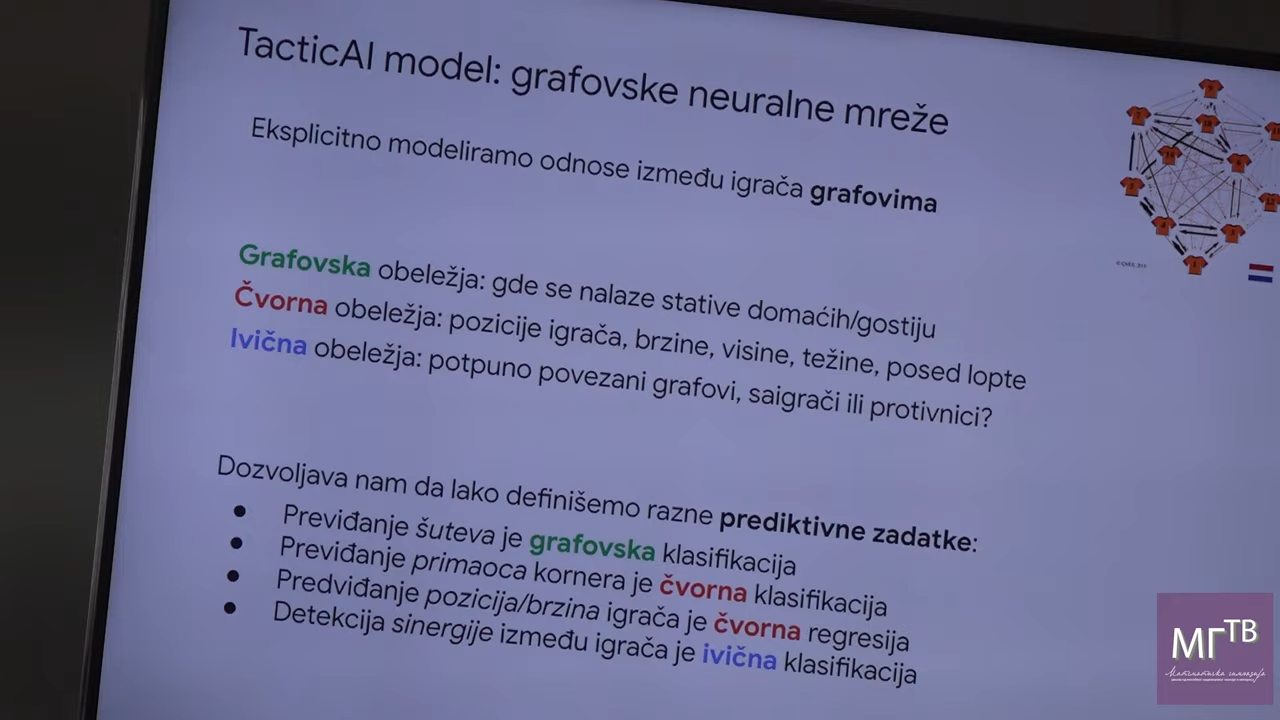 TacticAI model: grafovske neuralne mreže
Eksplicitno modeliramo odnose između igrača grafovima
Grafovska obeležja: gde se nalaze stative domaćih/gostiju
Čvorna obeležja: pozicije igrača, brzine, visine, težine, posed lopte
Ivična obeležja: potpuno povezani grafovi, saigrači ili protivnici?
Dozvoljava nam da lako definišemo razne prediktivne zadatke:
● Previđanje šuteva je grafovska klasifikacija
● Previđanje primaoca kornera je čvorna klasifikacija
● Predviđanje pozicija/brzina igrača je čvorna regresija
● Detekcija sinergije između igrača je ivična klasifikacija
МГТВ
Математичка гимназија